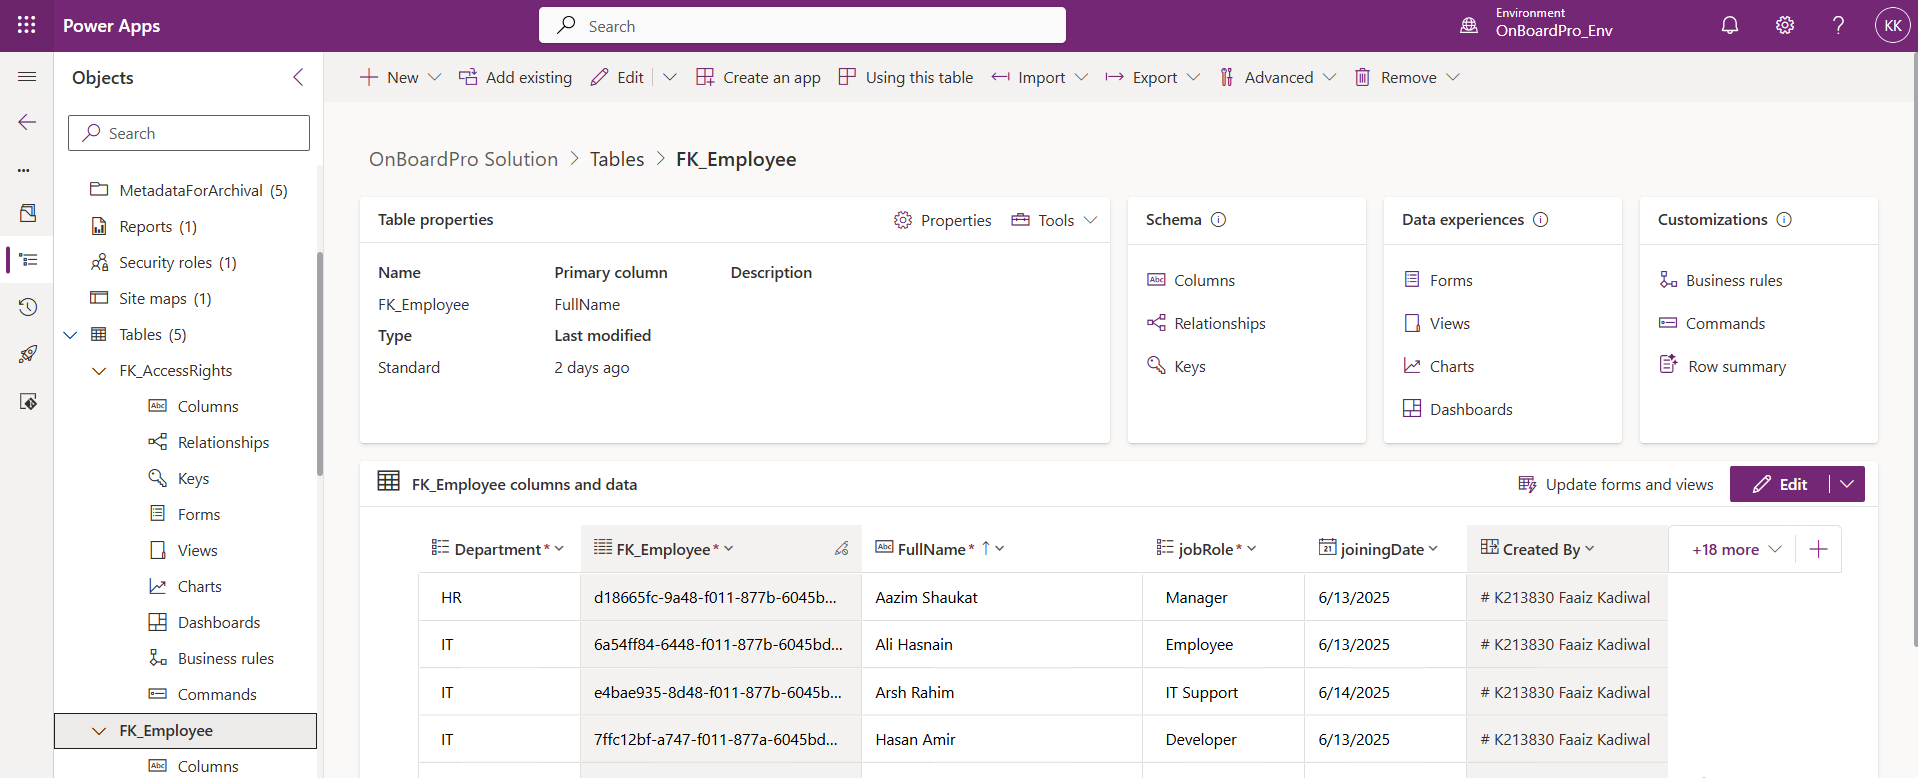 Power Apps
Search
Environment
OnBoardPro_Env
?
KK
Objects
Search
MetadataForArchival (5)
Reports (1)
Security roles (1)
Site maps (1)
Tables (5)
FK_AccessRights
Abc Columns
Relationships
Keys
Forms
Views
Charts
Dashboards
Business rules
Commands
FK_Employee
Abc Columns
New Add existing Edit Create an app Using this table Import Export Advanced Remove
OnBoardPro Solution > Tables > FK_Employee
Table properties Properties Tools
Name Primary column Description
FK_Employee FullName
Type Last modified
Standard 2 days ago
Schema
Abc Columns
Relationships
Keys
Data experiences
Forms
Views
Charts
Dashboards
Customizations
Business rules
Commands
Row summary
FK_Employee columns and data Update forms and views Edit
Department * FK_Employee * Abc FullName * ↑ jobRole * 21 joiningDate Created By +18 more +
HR d18665fc-9a48-f011-877b-6045b... Aazim Shaukat Manager 6/13/2025 # K213830 Faaiz Kadiwal
IT 6a54ff84-6448-f011-877b-6045bd... Ali Hasnain Employee 6/13/2025 # K213830 Faaiz Kadiwal
IT e4bae935-8d48-f011-877b-6045b... Arsh Rahim IT Support 6/14/2025 # K213830 Faaiz Kadiwal
IT 7ffc12bf-a747-f011-877a-6045bd... Hasan Amir Developer 6/13/2025 # K213830 Faaiz Kadiwal